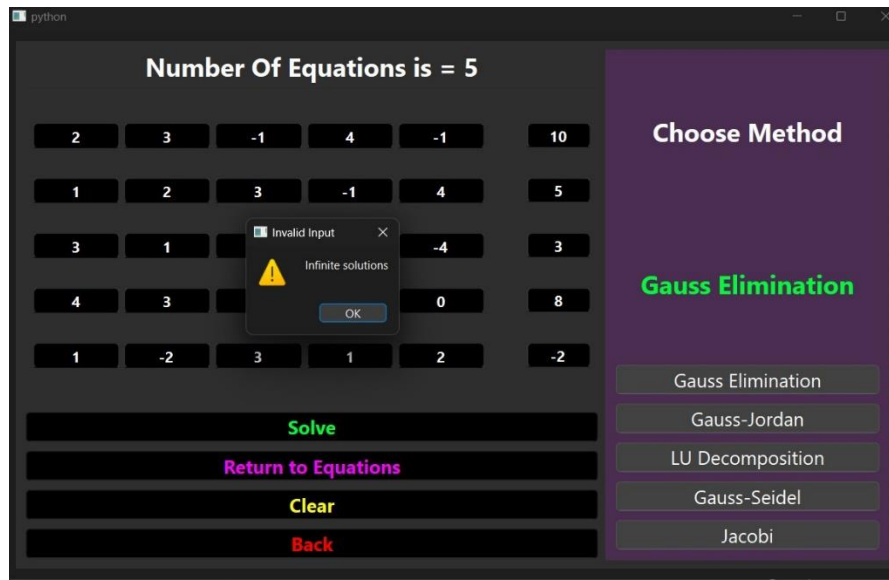 python
Number Of Equations is = 5
2 3 -1 4 -1 10
1 2 3 -1 4 5
3 1 -4 3
4 3 0 8
1 -2 3 1 2 -2
Invalid Input
Infinite solutions
OK
Solve
Return to Equations
Clear
Back
Choose Method
Gauss Elimination
Gauss Elimination
Gauss-Jordan
LU Decomposition
Gauss-Seidel
Jacobi